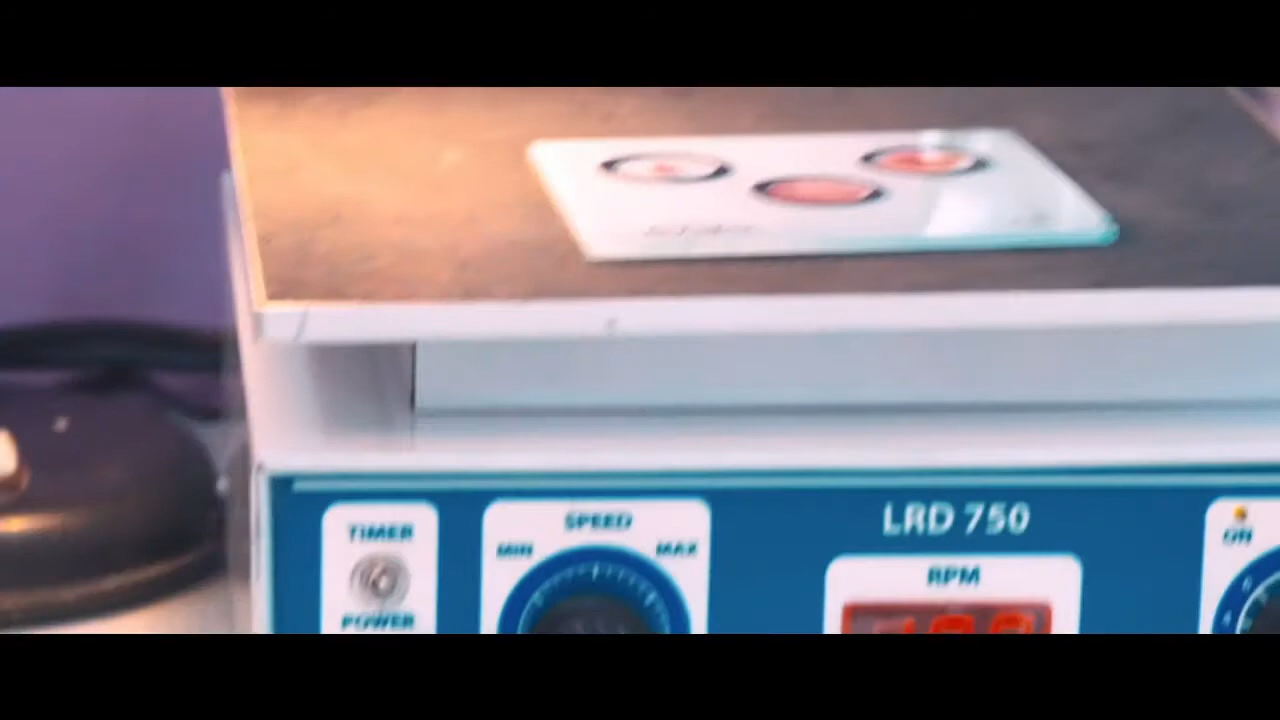 LRD 750
SPEED
TIMER
MIN
MAX
ON
RPM
POWER